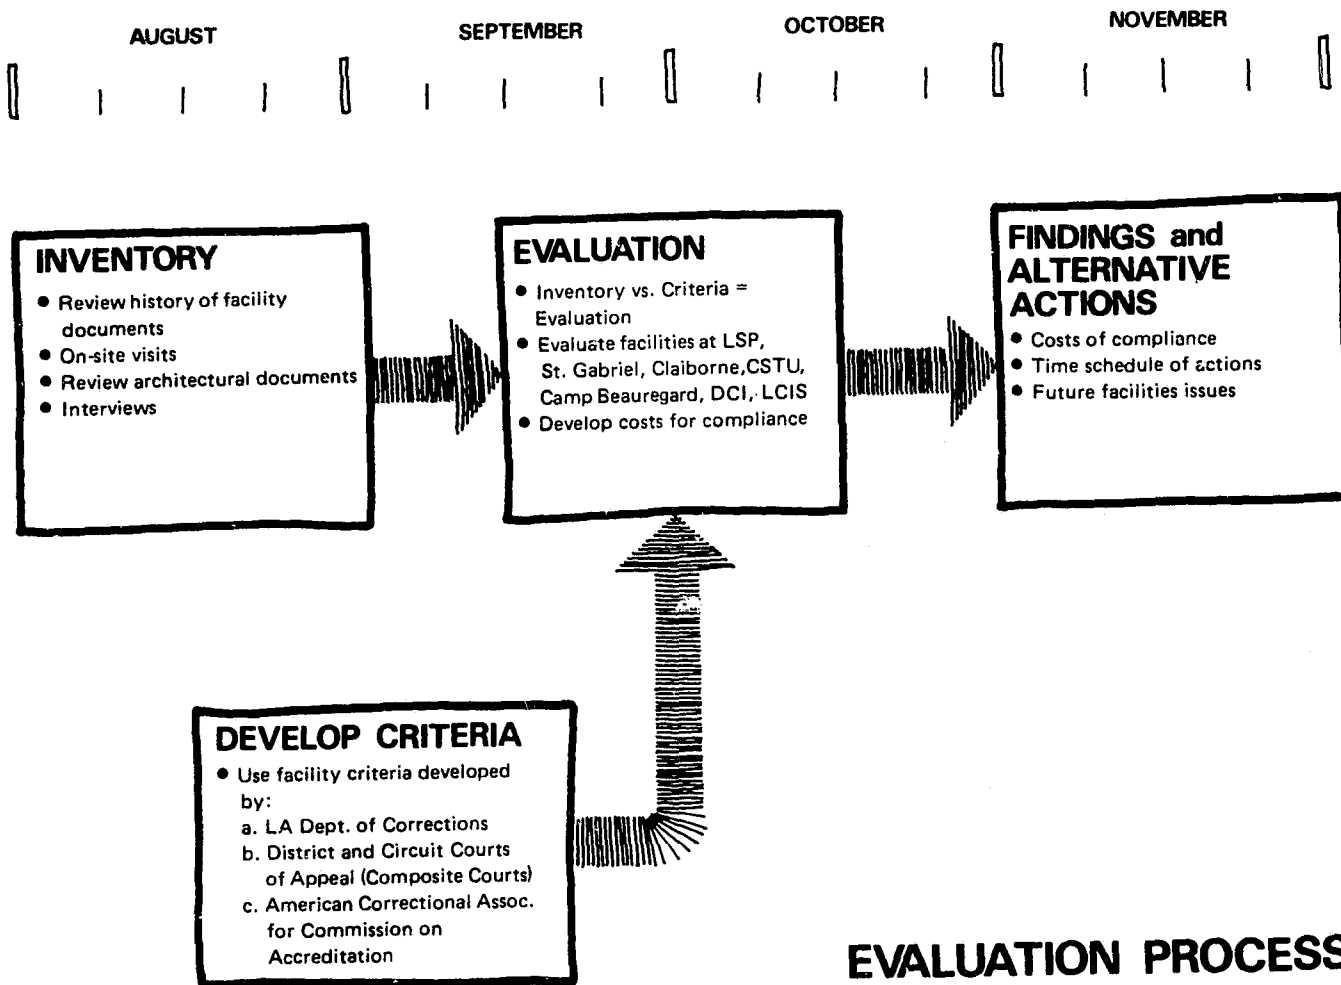 AUGUST
SEPTEMBER
OCTOBER
NOVEMBER
INVENTORY
• Review history of facility
documents
• On-site visits
• Review architectural documents
• Interviews
EVALUATION
• Inventory vs. Criteria =
Evaluation
• Evaluate facilities at LSP,
St. Gabriel, Claiborne, CSTU,
Camp Beauregard, DCI, LCIS
• Develop costs for compliance
FINDINGS and
ALTERNATIVE
ACTIONS
• Costs of compliance
• Time schedule of actions
• Future facilities issues
DEVELOP CRITERIA
• Use facility criteria developed
by:
a. LA Dept. of Corrections
b. District and Circuit Courts
of Appeal (Composite Courts)
c. American Correctional Assoc.
for Commission on
Accreditation
EVALUATION PROCESS